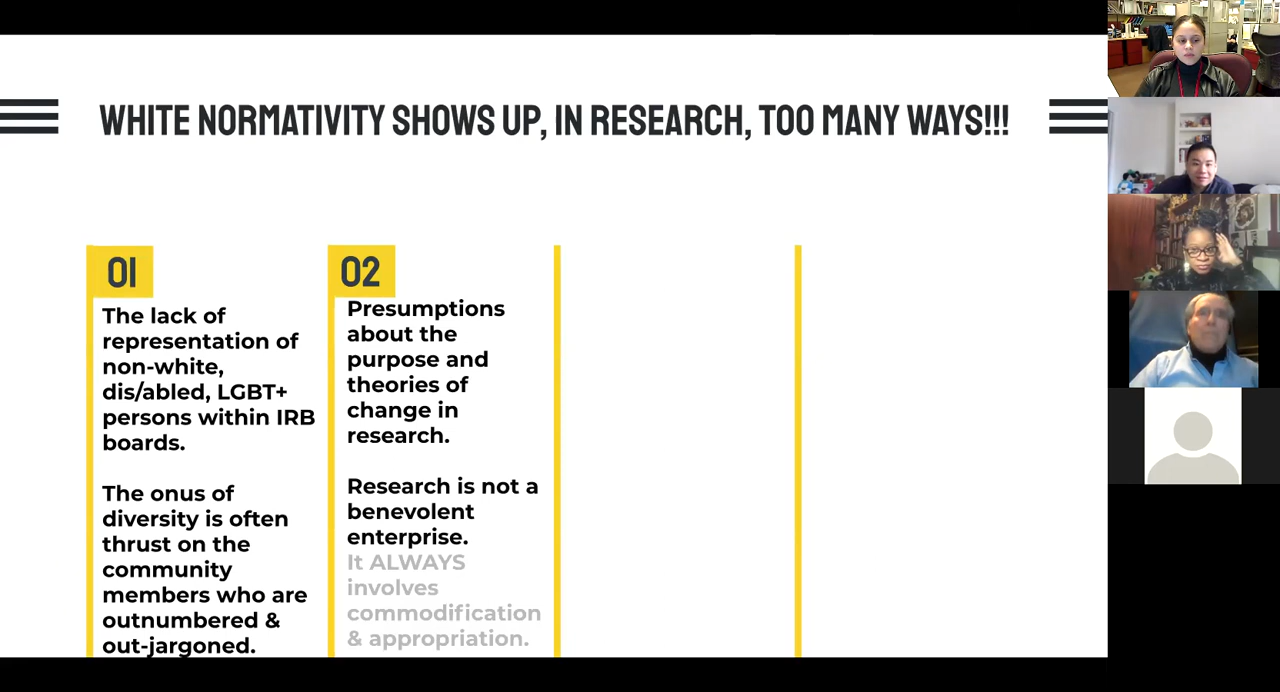 WHITE NORMATIVITY SHOWS UP, IN RESEARCH, TOO MANY WAYS!!!
01
The lack of
representation of
non-white,
dis/abled, LGBT+
persons within IRB
boards.
The onus of
diversity is often
thrust on the
community
members who are
outnumbered &
out-jargoned.
02
Presumptions
about the
purpose and
theories of
change in
research.
Research is not a
benevolent
enterprise.
It ALWAYS
involves
commodification
& appropriation.